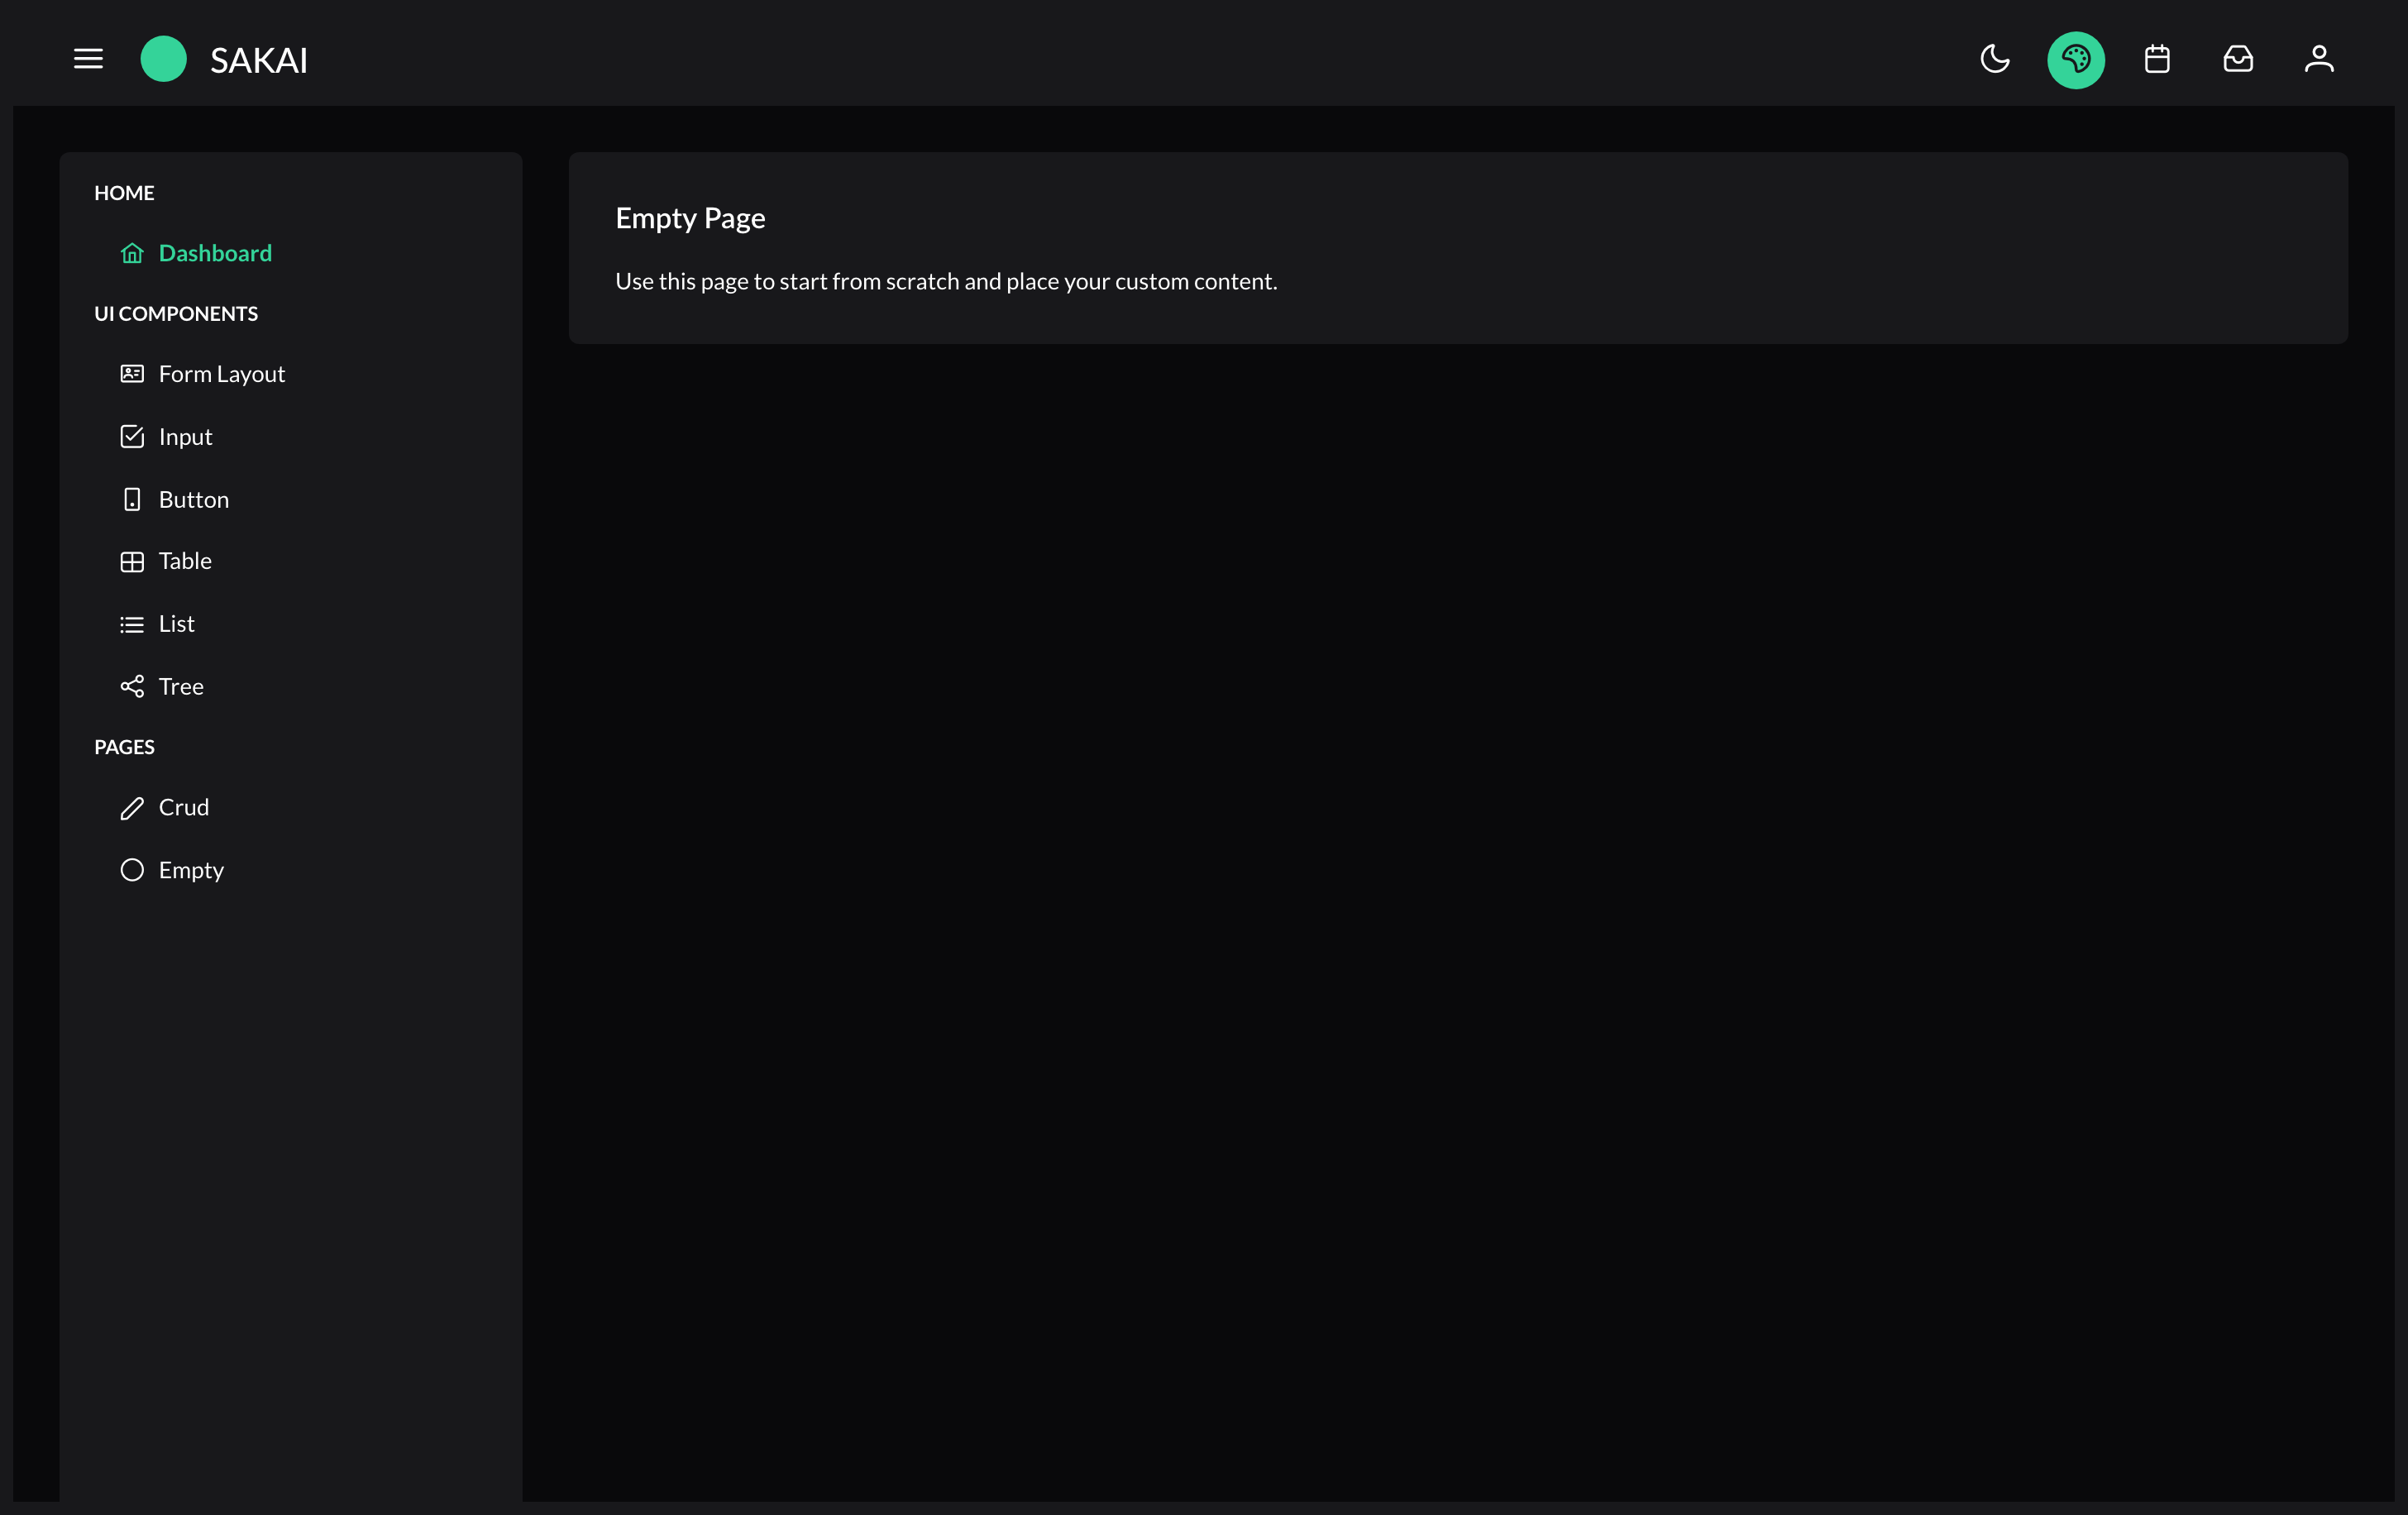 SAKAI
HOME
Dashboard
UI COMPONENTS
Form Layout
Input
Button
Table
List
Tree
PAGES
Crud
Empty
Empty Page
Use this page to start from scratch and place your custom content.